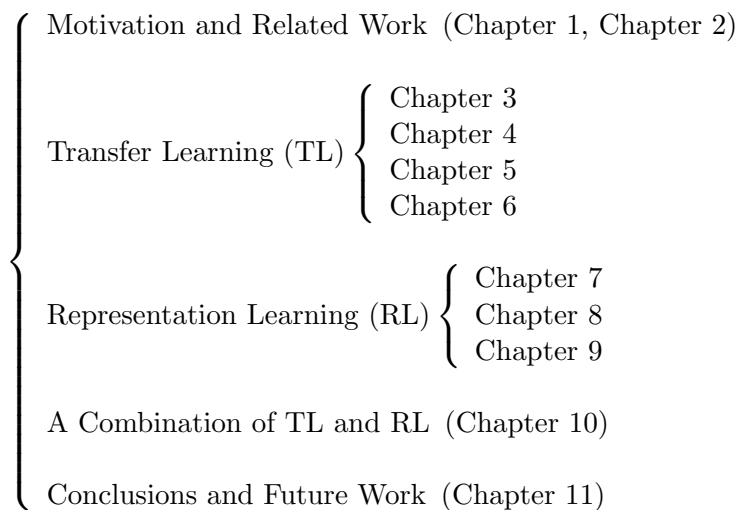 Motivation and Related Work (Chapter 1, Chapter 2)
Transfer Learning (TL)
Chapter 3
Chapter 4
Chapter 5
Chapter 6
Representation Learning (RL)
Chapter 7
Chapter 8
Chapter 9
A Combination of TL and RL (Chapter 10)
Conclusions and Future Work (Chapter 11)